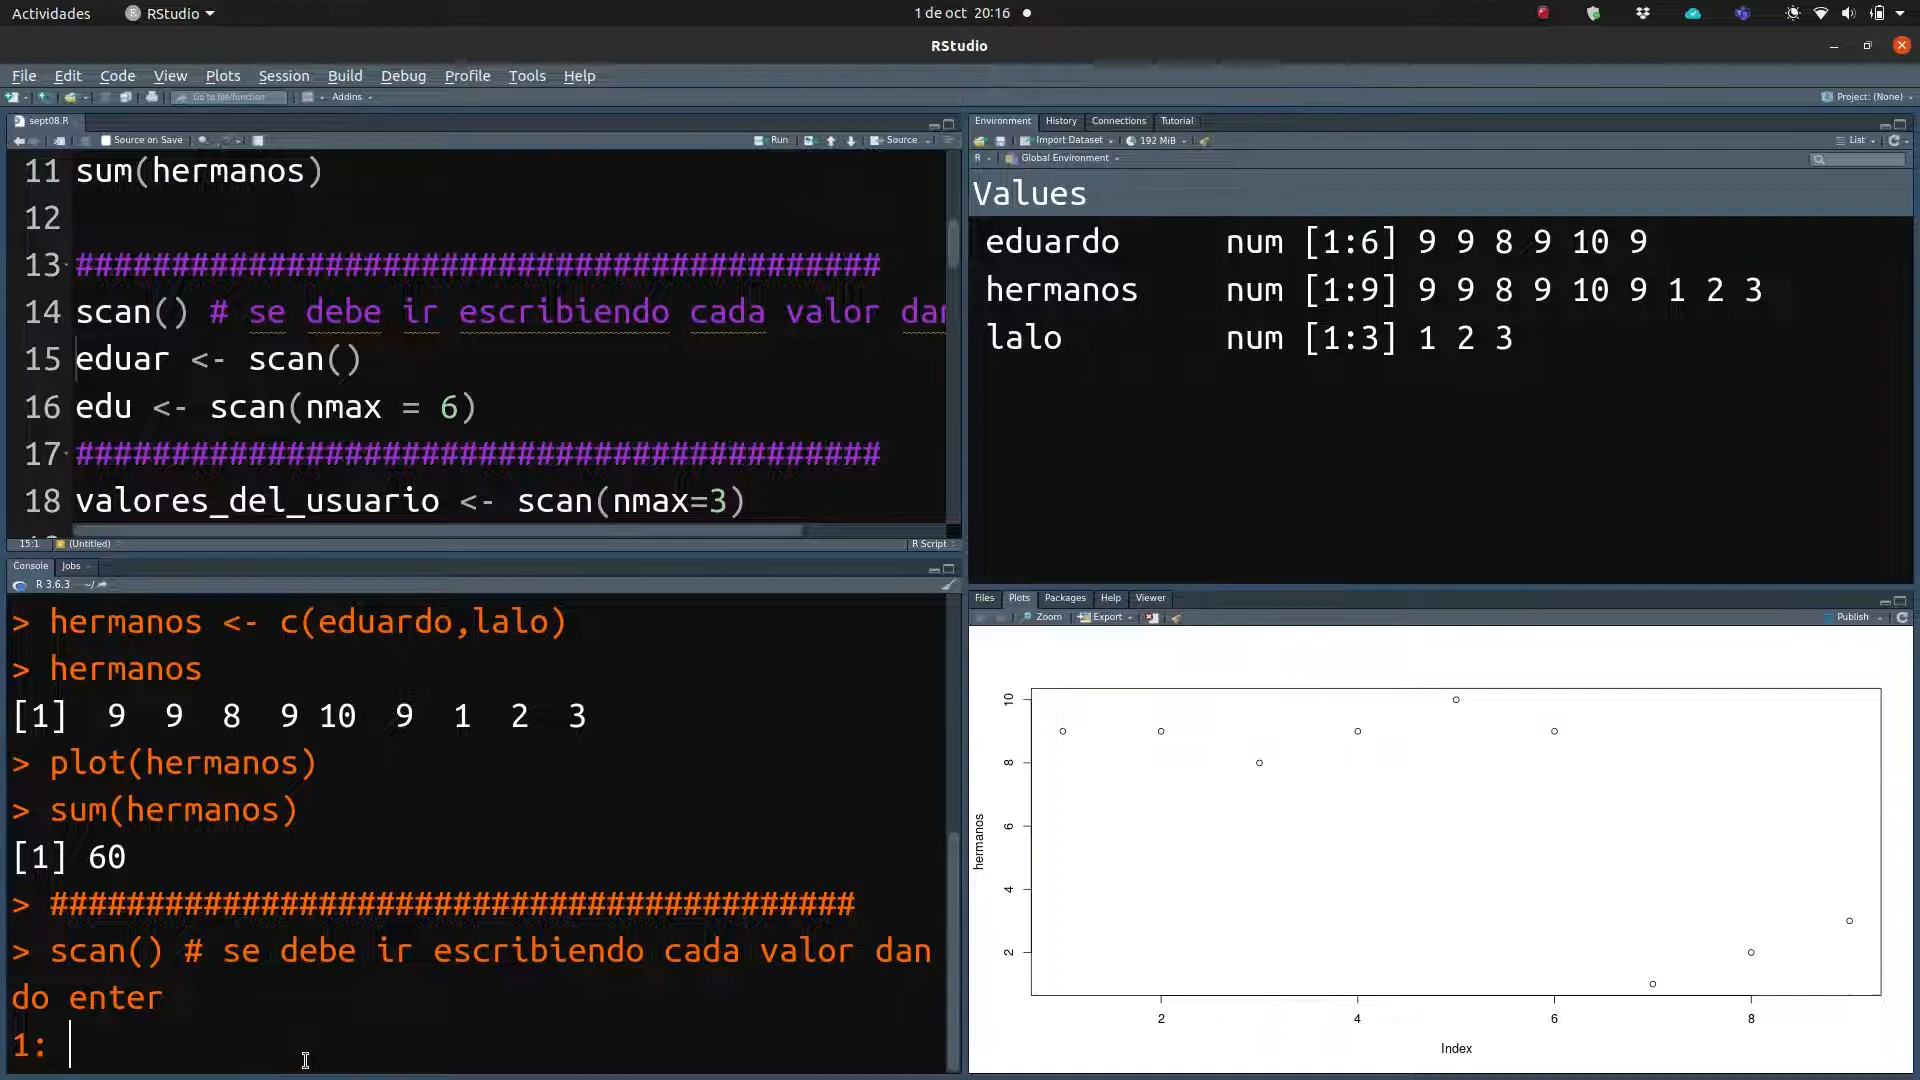 Actividades RStudio 1 de oct 20:16
RStudio
File Edit Code View Plots Session Build Debug Profile Tools Help
Go to file/function Addins Project: (None)
sept08.R
Source on Save Run Source
11 sum(hermanos)
12
13 ##########################################
14 scan() # se debe ir escribiendo cada valor dan
15 eduar <- scan()
16 edu <- scan(nmax = 6)
17 ##########################################
18 valores_del_usuario <- scan(nmax=3)
15:1 (Untitled) R Script
Console Jobs
R 3.6.3 ~/
> hermanos <- c(eduardo,lalo)
> hermanos
[1] 9 9 8 9 10 9 1 2 3
> plot(hermanos)
> sum(hermanos)
[1] 60
> ##########################################
> scan() # se debe ir escribiendo cada valor dan
do enter
1:
Environment History Connections Tutorial
Import Dataset 192 MiB List
R Global Environment
Values
eduardo num [1:6] 9 9 8 9 10 9
hermanos num [1:9] 9 9 8 9 10 9 1 2 3
lalo num [1:3] 1 2 3
Files Plots Packages Help Viewer
Zoom Export Publish
10
8
6
4
2
hermanos
2 4 6 8
Index